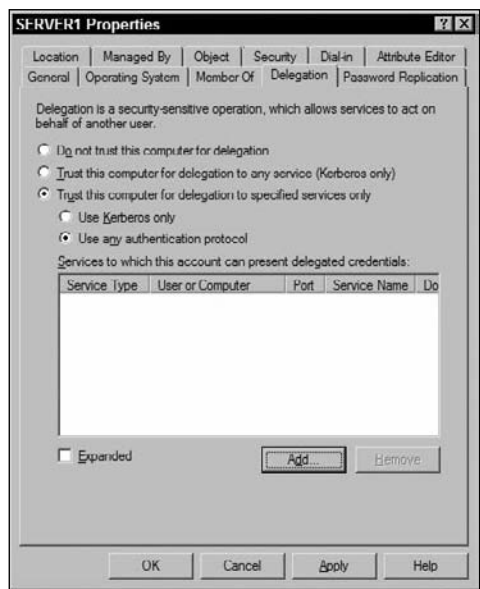 SERVER1 Properties
Location Managed By Object Security Dial-in Attribute Editor
General Operating System Member Of Delegation Password Replication
Delegation is a security-sensitive operation, which allows services to act on
behalf of another user.
Do not trust this computer for delegation
Trust this computer for delegation to any service (Kerberos only)
Trust this computer for delegation to specified services only
Use Kerberos only
Use any authentication protocol
Services to which this account can present delegated credentials:
Service Type User or Computer Port Service Name Do
Expanded
Add... Remove
OK Cancel Apply Help